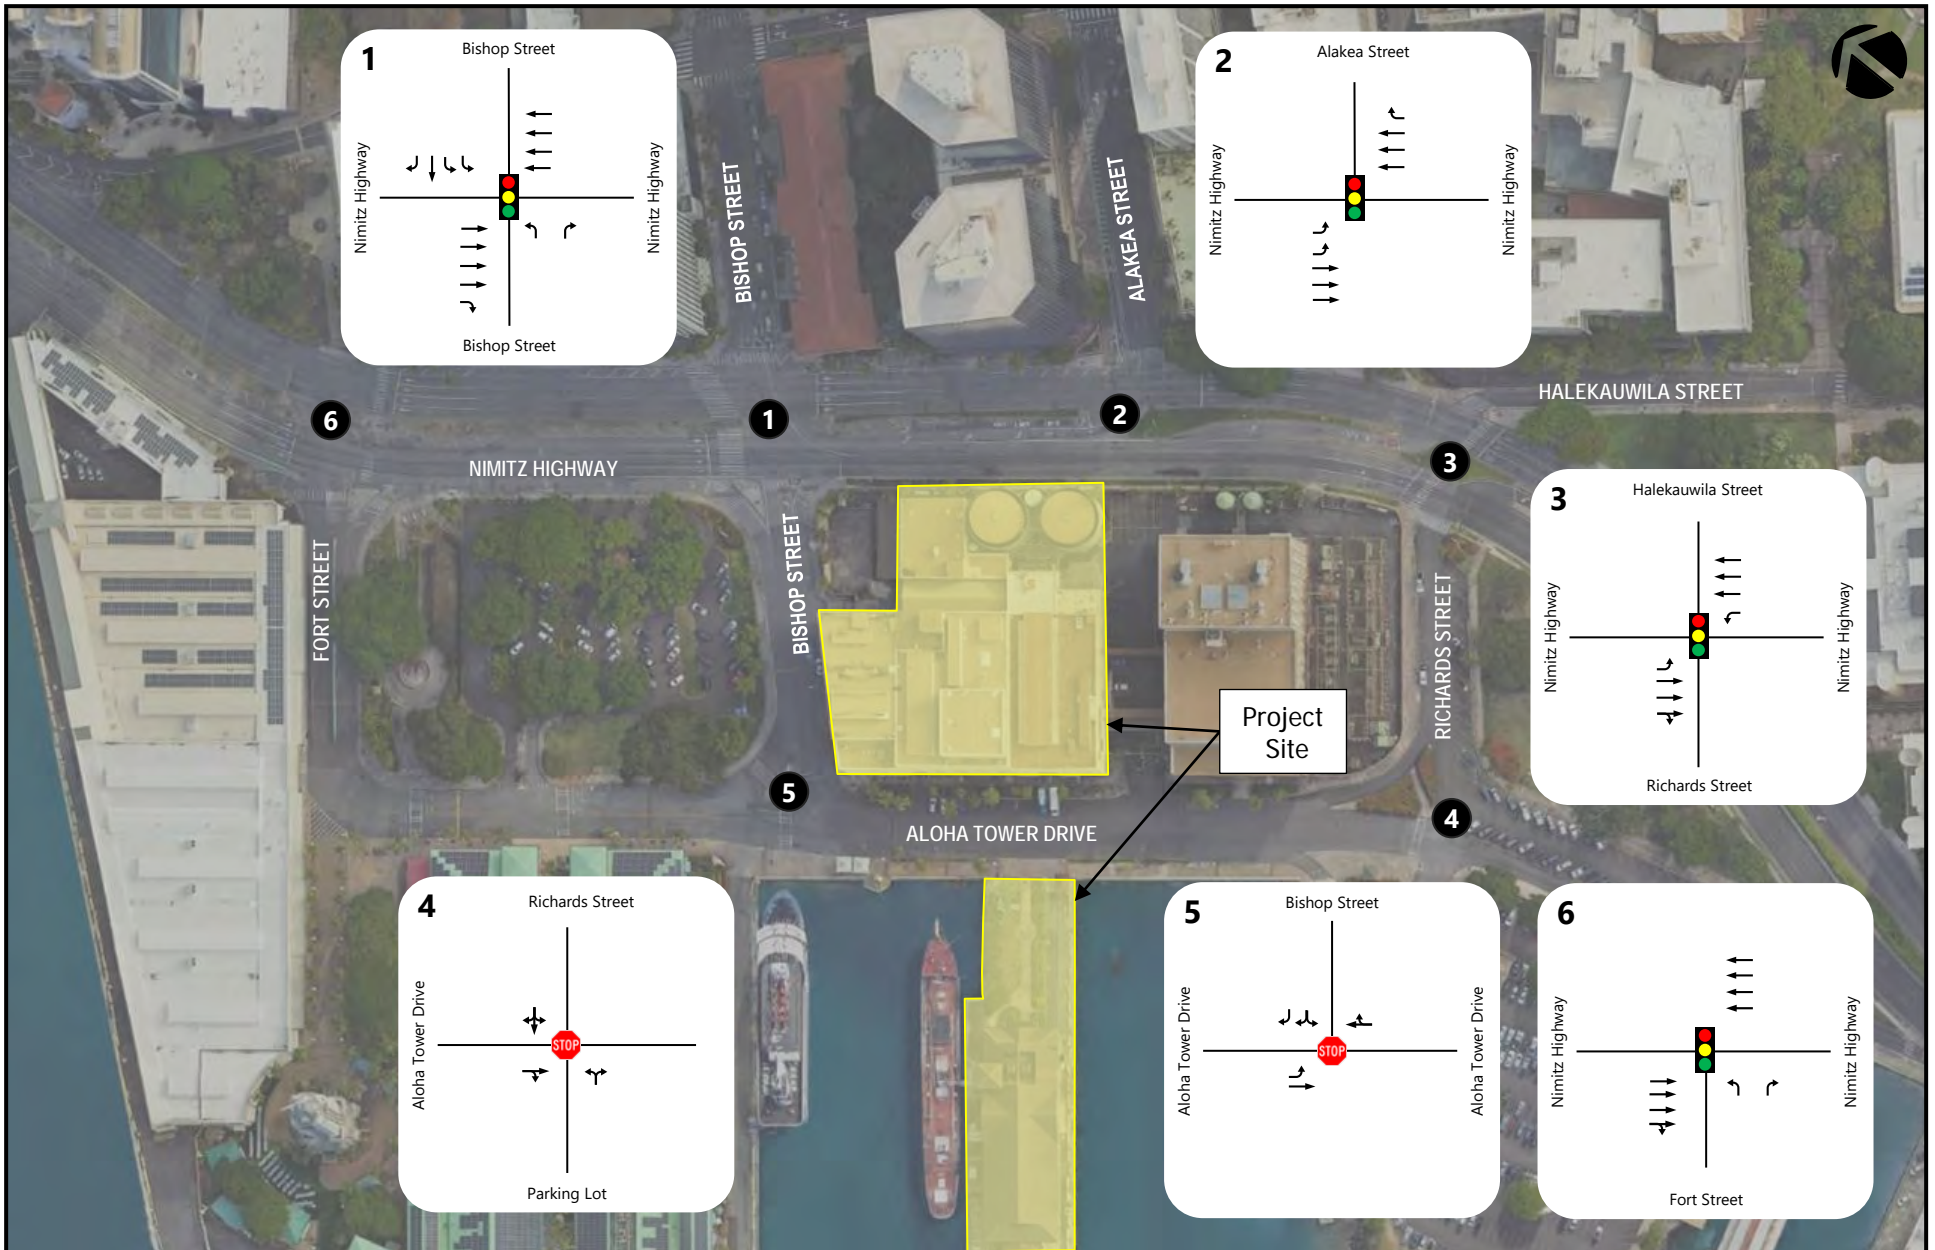 1
Bishop Street
Nimitz Highway
Nimitz Highway
Bishop Street
2
Alakea Street
Nimitz Highway
Nimitz Highway
BISHOP STREET
ALAKEA STREET
HALEKAUWILA STREET
6
1
2
3
NIMITZ HIGHWAY
FORT STREET
BISHOP STREET
RICHARDS STREET
3
Halekauwila Street
Nimitz Highway
Nimitz Highway
Richards Street
Project
Site
5
4
ALOHA TOWER DRIVE
4
Richards Street
Aloha Tower Drive
STOP
Parking Lot
5
Bishop Street
Aloha Tower Drive
Aloha Tower Drive
STOP
6
Nimitz Highway
Nimitz Highway
Fort Street